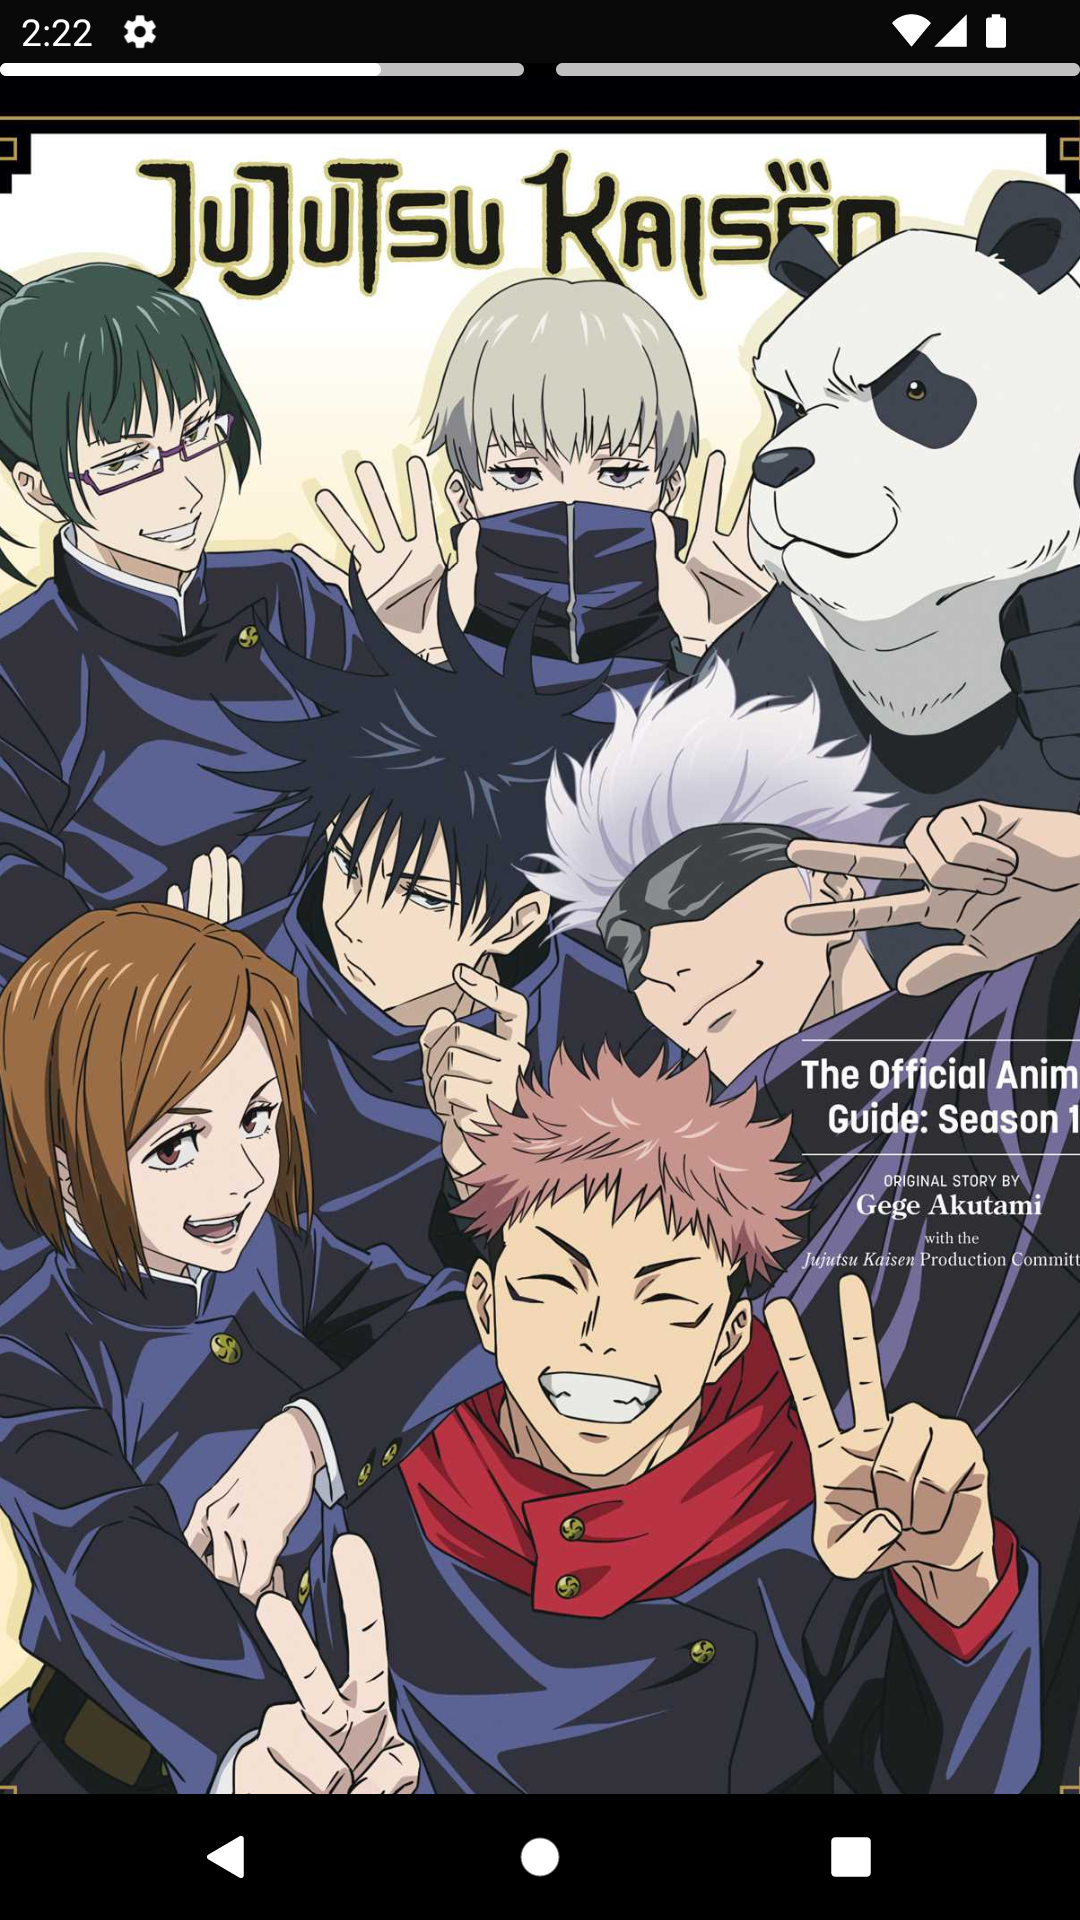 2:22
JUJUTSU KAISEN
The Official Anim
Guide: Season 1
ORIGINAL STORY BY
Gege Akutami
with the
Jujutsu Kaisen Production Committ